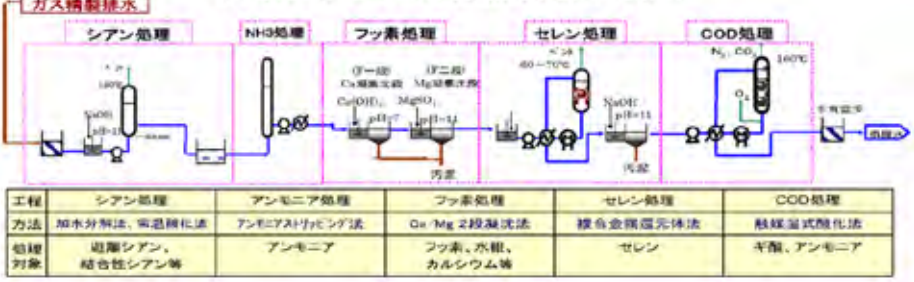 ガス精製排水
シアン処理
NH3処理
フッ素処理
セレン処理
COD処理
N₂, CO₂
160℃
60～70℃
(F一段)
(F二段)
Ca凝集沈殿
Mg凝集沈殿
Ca(OH)₂
MgSO₄
NaOH
pH=7
pH=11
NaOH
pH=11
O₂
処理水
汚泥
汚泥
工程 シアン処理 アンモニア処理 フッ素処理 セレン処理 COD処理
方法 加水分解法、 アンモニアストリッピング法 Ca/Mg 2段凝沈法 複合金属還元体法 触媒湿式酸化法
処理対象 遊離シアン、結合性シアン等 アンモニア フッ素、水銀、カルシウム等 セレン ギ酸、アンモニア